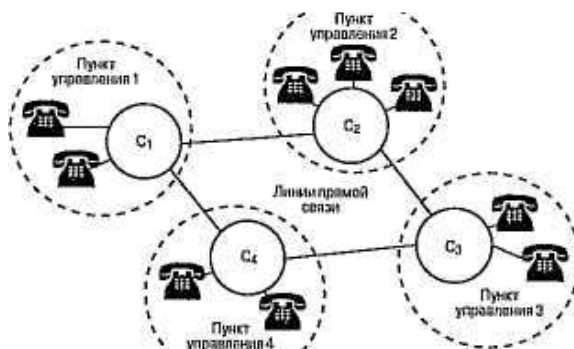 Пункт
управления 2
Пункт
управления 1
C1
C2
Линии прямой
связи
C4
C3
Пункт
управления 3
Пункт
управления 4